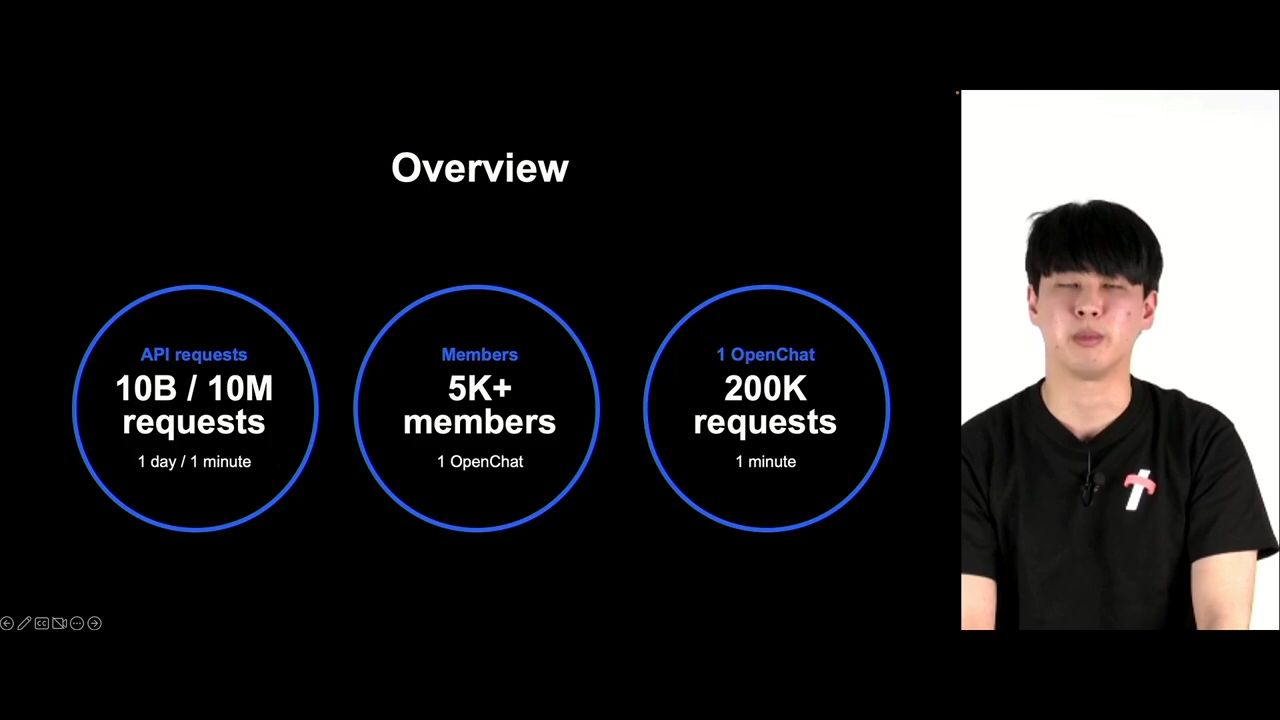 Overview
API requests
10B / 10M
requests
1 day / 1 minute
Members
5K+
members
1 OpenChat
1 OpenChat
200K
requests
1 minute